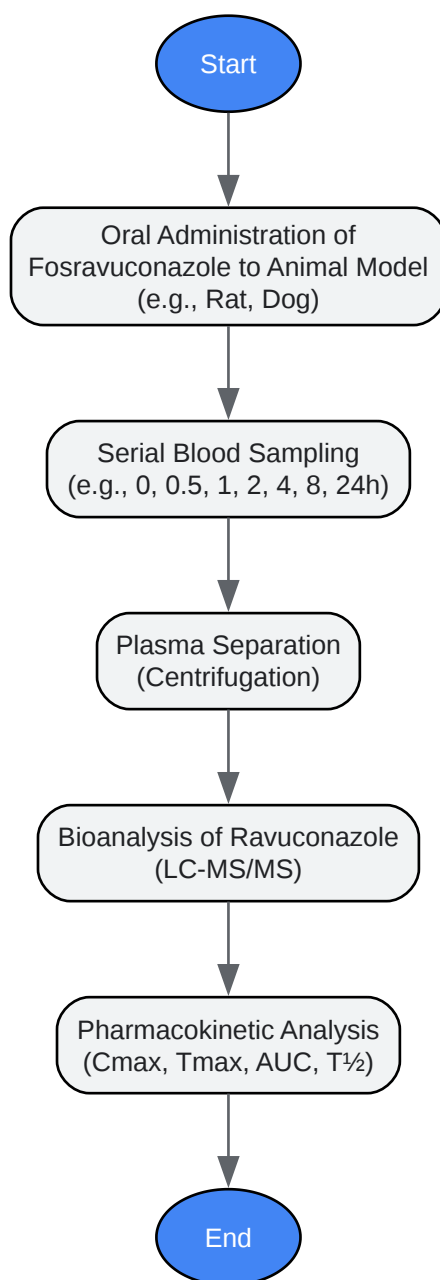 Start
Oral Administration of
Fosravuconazole to Animal Model
(e.g., Rat, Dog)
Serial Blood Sampling
(e.g., 0, 0.5, 1, 2, 4, 8, 24h)
Plasma Separation
(Centrifugation)
Bioanalysis of Ravuconazole
(LC-MS/MS)
Pharmacokinetic Analysis
(Cmax, Tmax, AUC, T½)
End